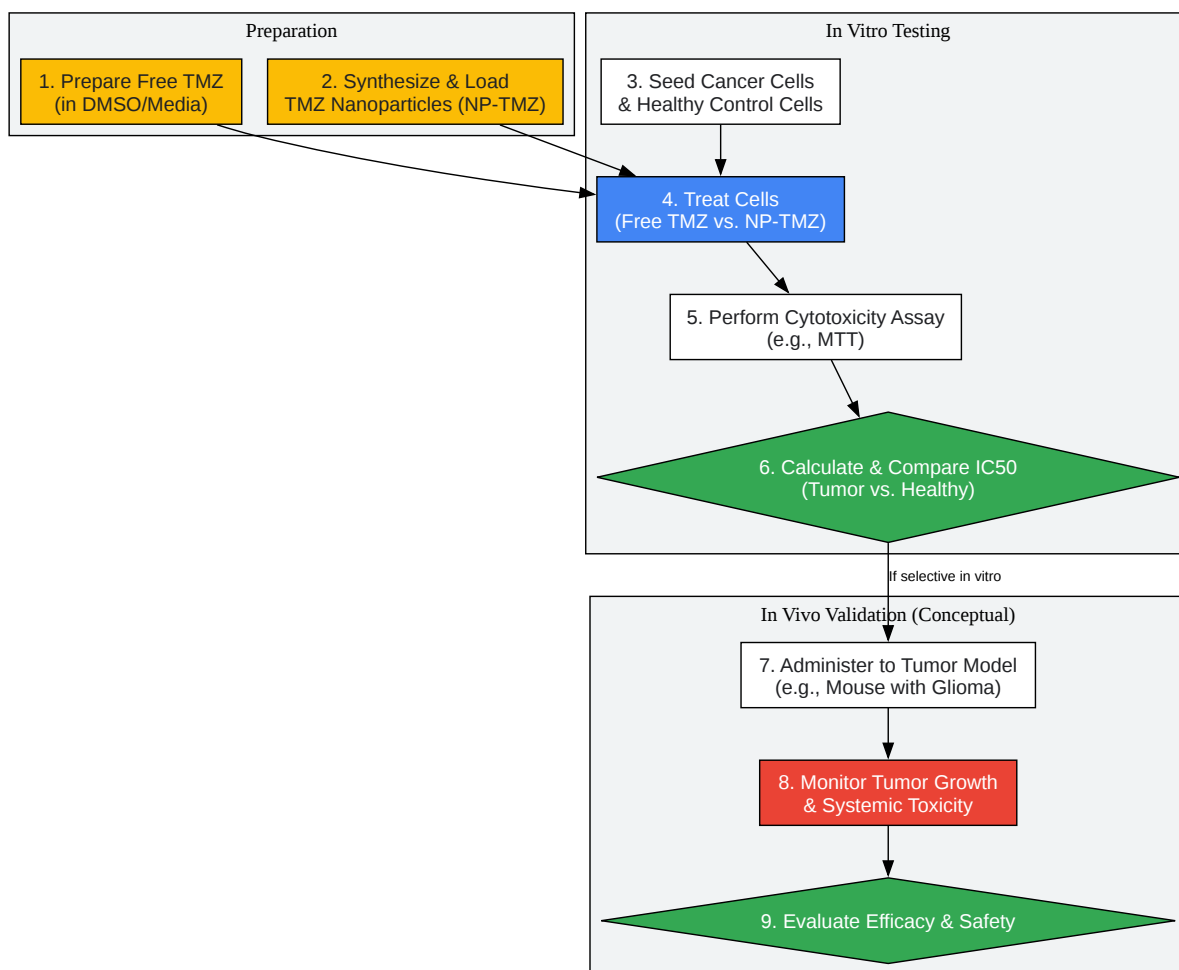 Preparation
1. Prepare Free TMZ
(in DMSO/Media)
2. Synthesize & Load
TMZ Nanoparticles (NP-TMZ)
In Vitro Testing
3. Seed Cancer Cells
& Healthy Control Cells
4. Treat Cells
(Free TMZ vs. NP-TMZ)
5. Perform Cytotoxicity Assay
(e.g., MTT)
6. Calculate & Compare IC50
(Tumor vs. Healthy)
If selective in vitro
In Vivo Validation (Conceptual)
7. Administer to Tumor Model
(e.g., Mouse with Glioma)
8. Monitor Tumor Growth
& Systemic Toxicity
9. Evaluate Efficacy & Safety